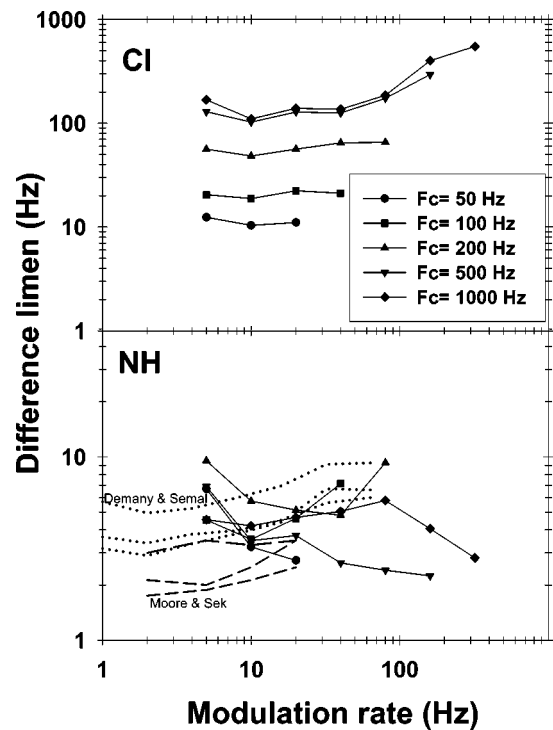 1000
CI
100
10
1
Fc= 50 Hz
Fc= 100 Hz
Fc= 200 Hz
Fc= 500 Hz
Fc= 1000 Hz
Difference limen (Hz)
NH
10
Demany & Semal
Moore & Sek
1
1 10 100
Modulation rate (Hz)